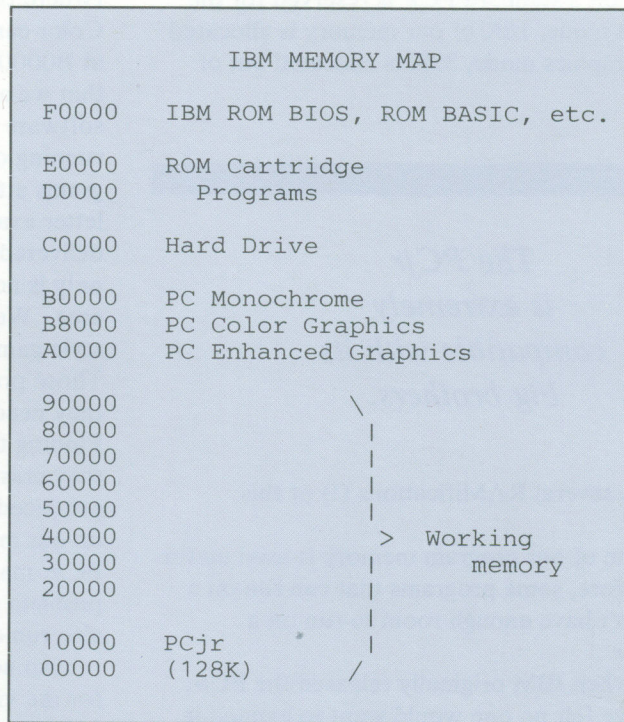 IBM MEMORY MAP
F0000 IBM ROM BIOS, ROM BASIC, etc.
E0000 ROM Cartridge
D0000 Programs
C0000 Hard Drive
B0000 PC Monochrome
B8000 PC Color Graphics
A0000 PC Enhanced Graphics
90000 \
80000 |
70000 |
60000 |
50000 |
40000 > Working
30000 | memory
20000 |
10000 PCjr |
00000 (128K) /